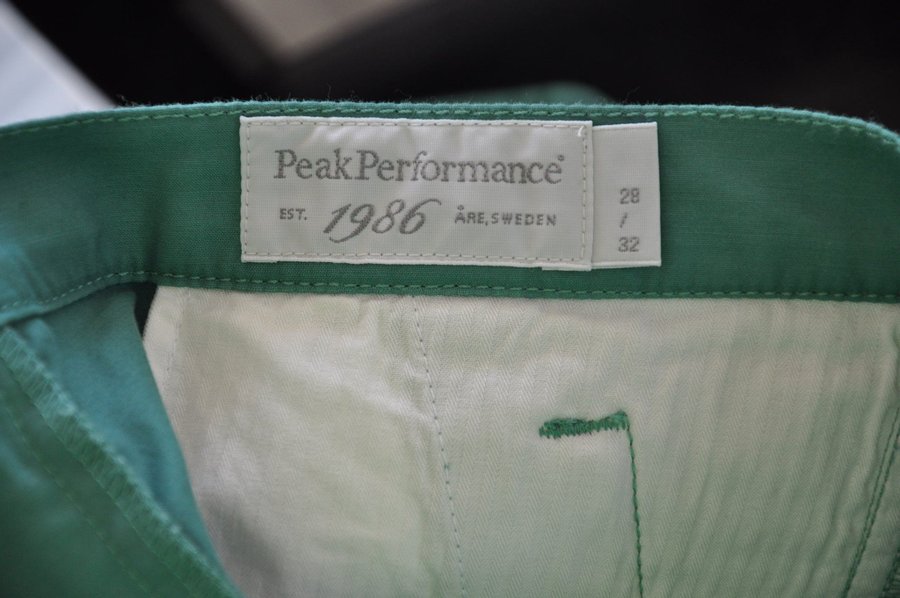 PeakPerformance®
EST. 1986 ÅRE, SWEDEN
28
/
32